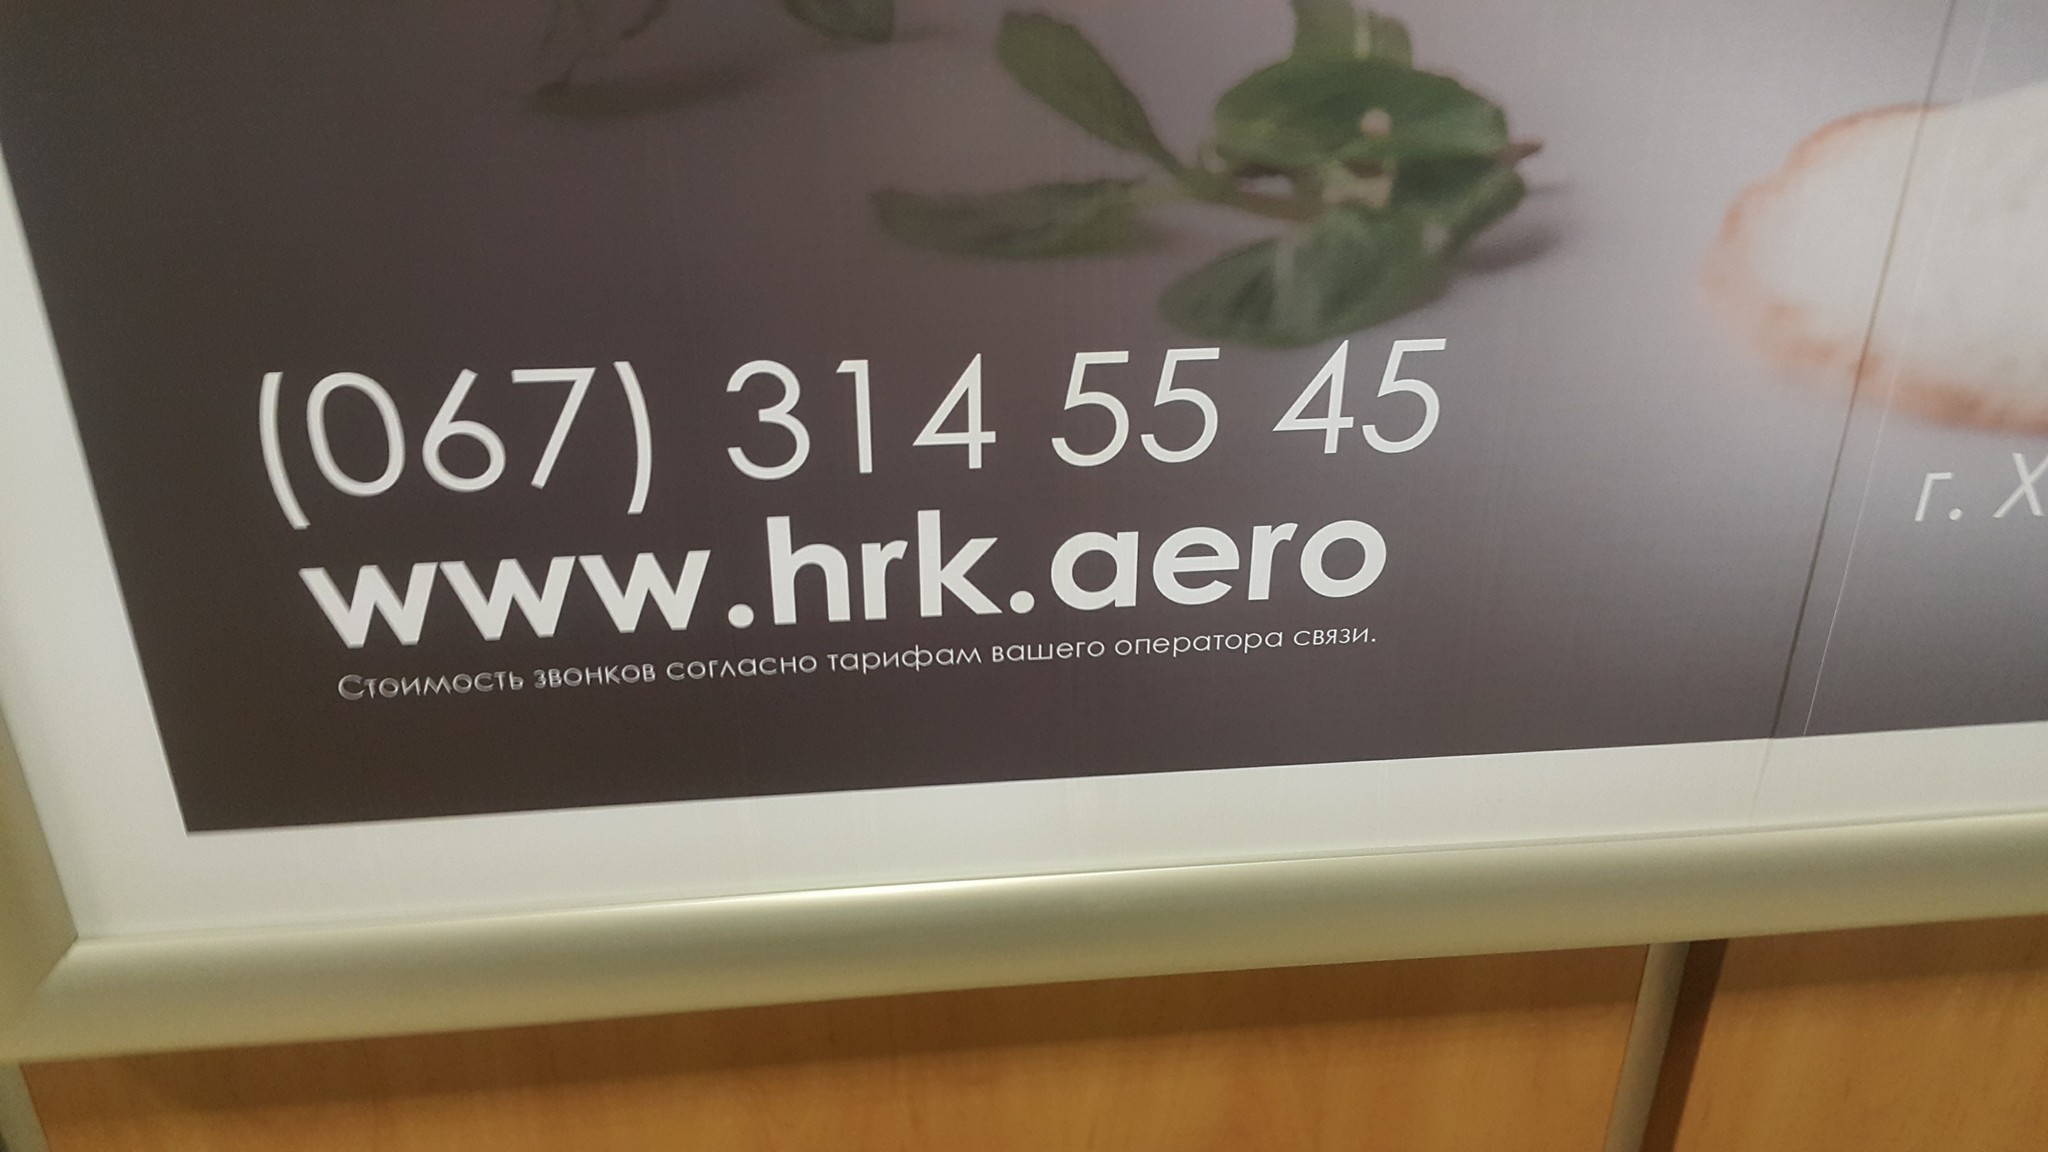 (067) 314 55 45
www.hrk.aero
Стоимость звонков согласно тарифам вашего оператора связи.
г. Х